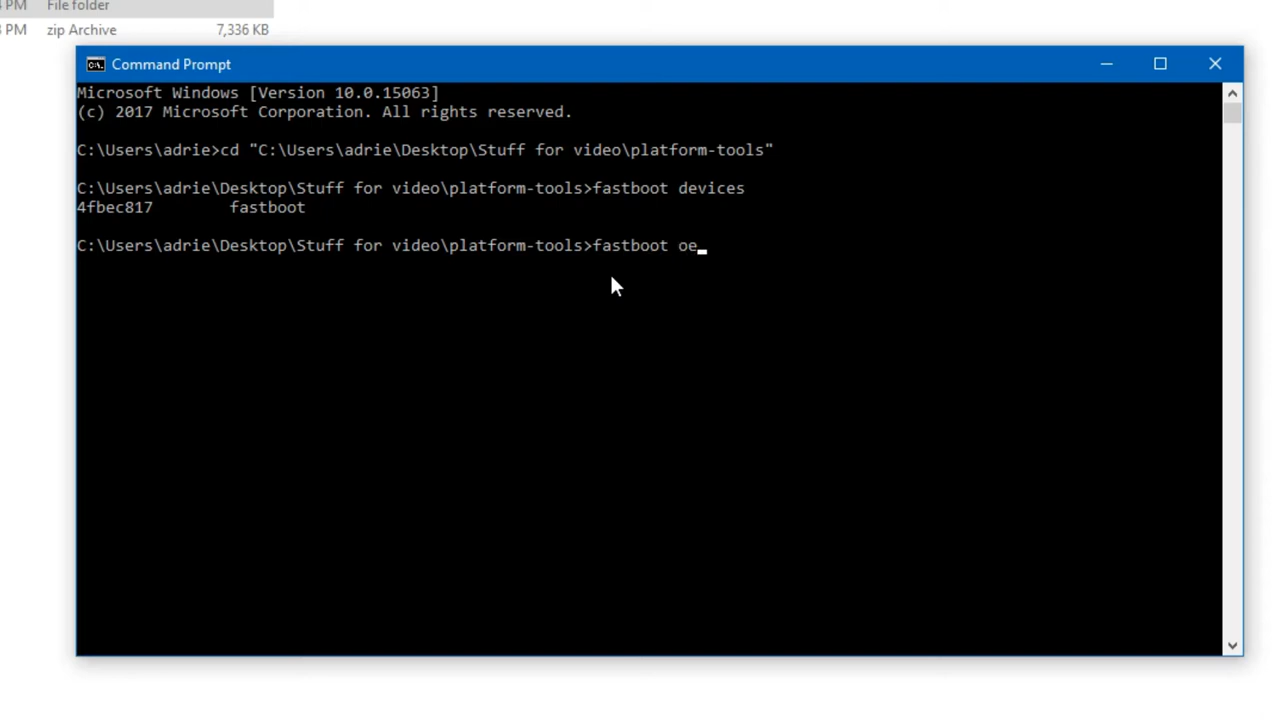 PM File folder
PM zip Archive 7,336 KB
Command Prompt
Microsoft Windows [Version 10.0.15063]
(c) 2017 Microsoft Corporation. All rights reserved.
C:\Users\adrie>cd "C:\Users\adrie\Desktop\Stuff for video\platform-tools"
C:\Users\adrie\Desktop\Stuff for video\platform-tools>fastboot devices
4fbec817 fastboot
C:\Users\adrie\Desktop\Stuff for video\platform-tools>fastboot oe_